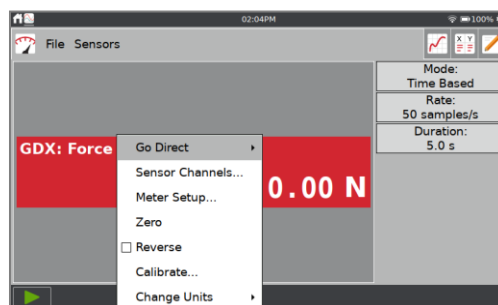 02:04PM
100%
File Sensors
X Y
Mode:
Time Based
Rate:
50 samples/s
Duration:
5.0 s
GDX: Force
0.00 N
Go Direct
Sensor Channels...
Meter Setup...
Zero
Reverse
Calibrate...
Change Units